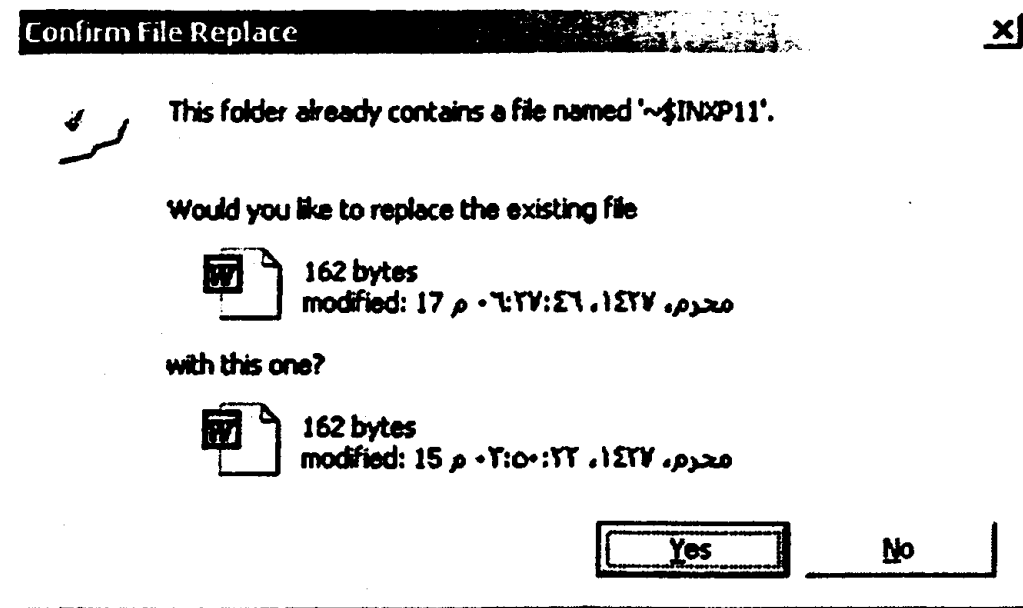 Confirm File Replace
This folder already contains a file named '~$INXP11'.
Would you like to replace the existing file
W
162 bytes
modified: 17 محرم، ١٤٢٧، ٠٦:٢٧:٤٦ م
with this one?
W
162 bytes
modified: 15 محرم، ١٤٢٧، ٠٣:٥٠:٢٢ م
Yes No